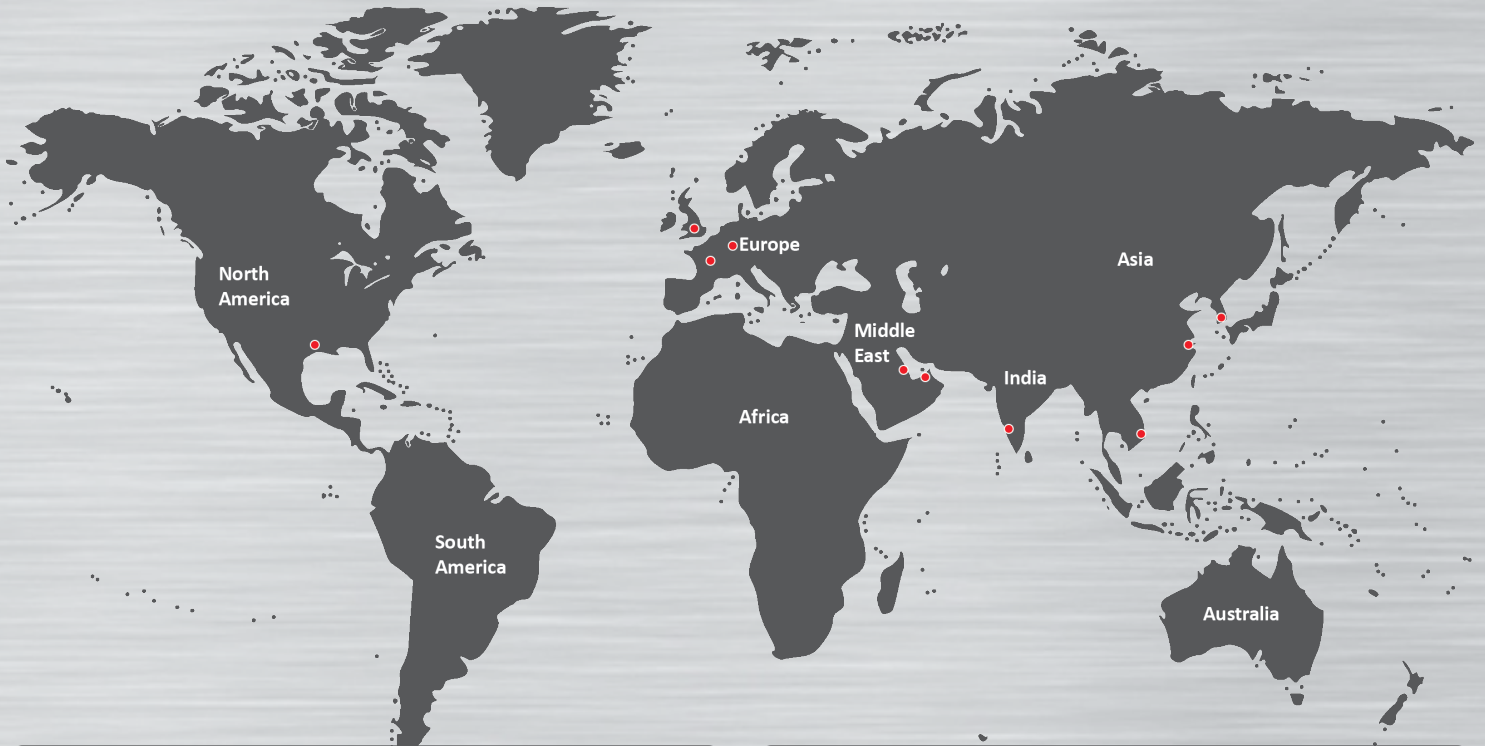 North
America
Europe
Asia
Middle
East
India
Africa
South
America
Australia